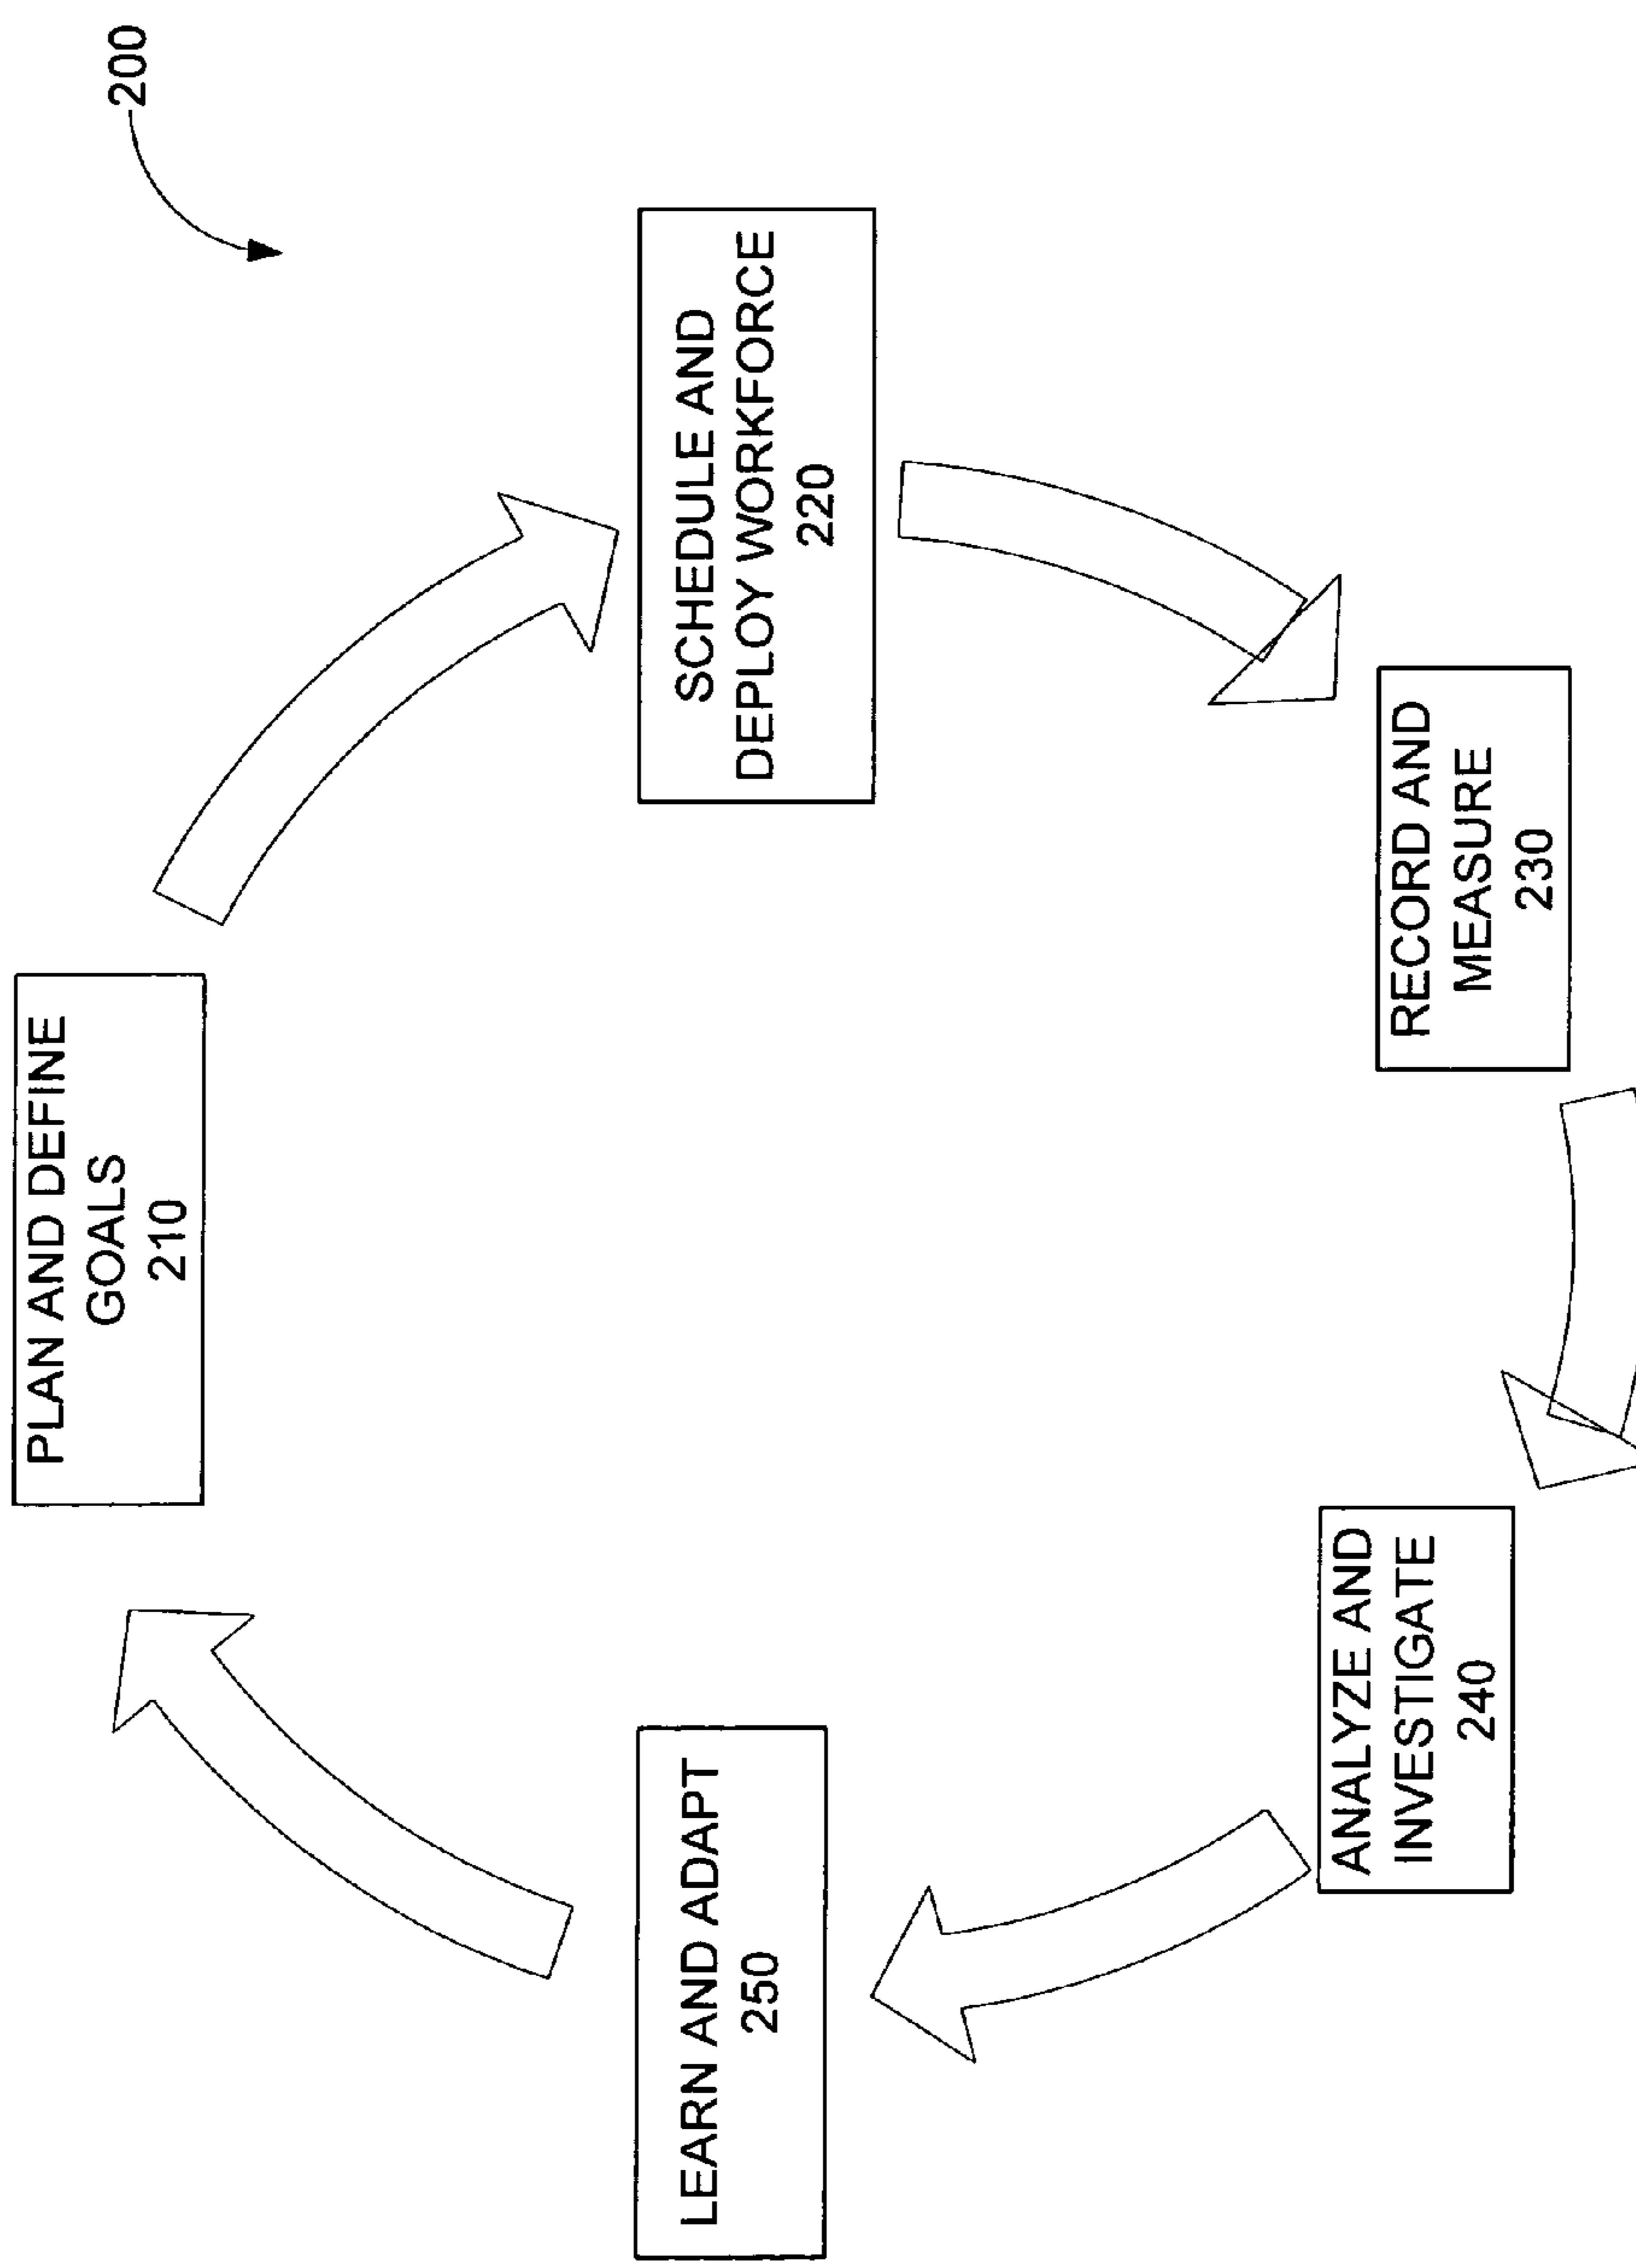 200
PLAN AND DEFINE
GOALS
210
SCHEDULE AND
DEPLOY WORKFORCE
220
RECORD AND
MEASURE
230
ANALYZE AND
INVESTIGATE
240
LEARN AND ADAPT
250